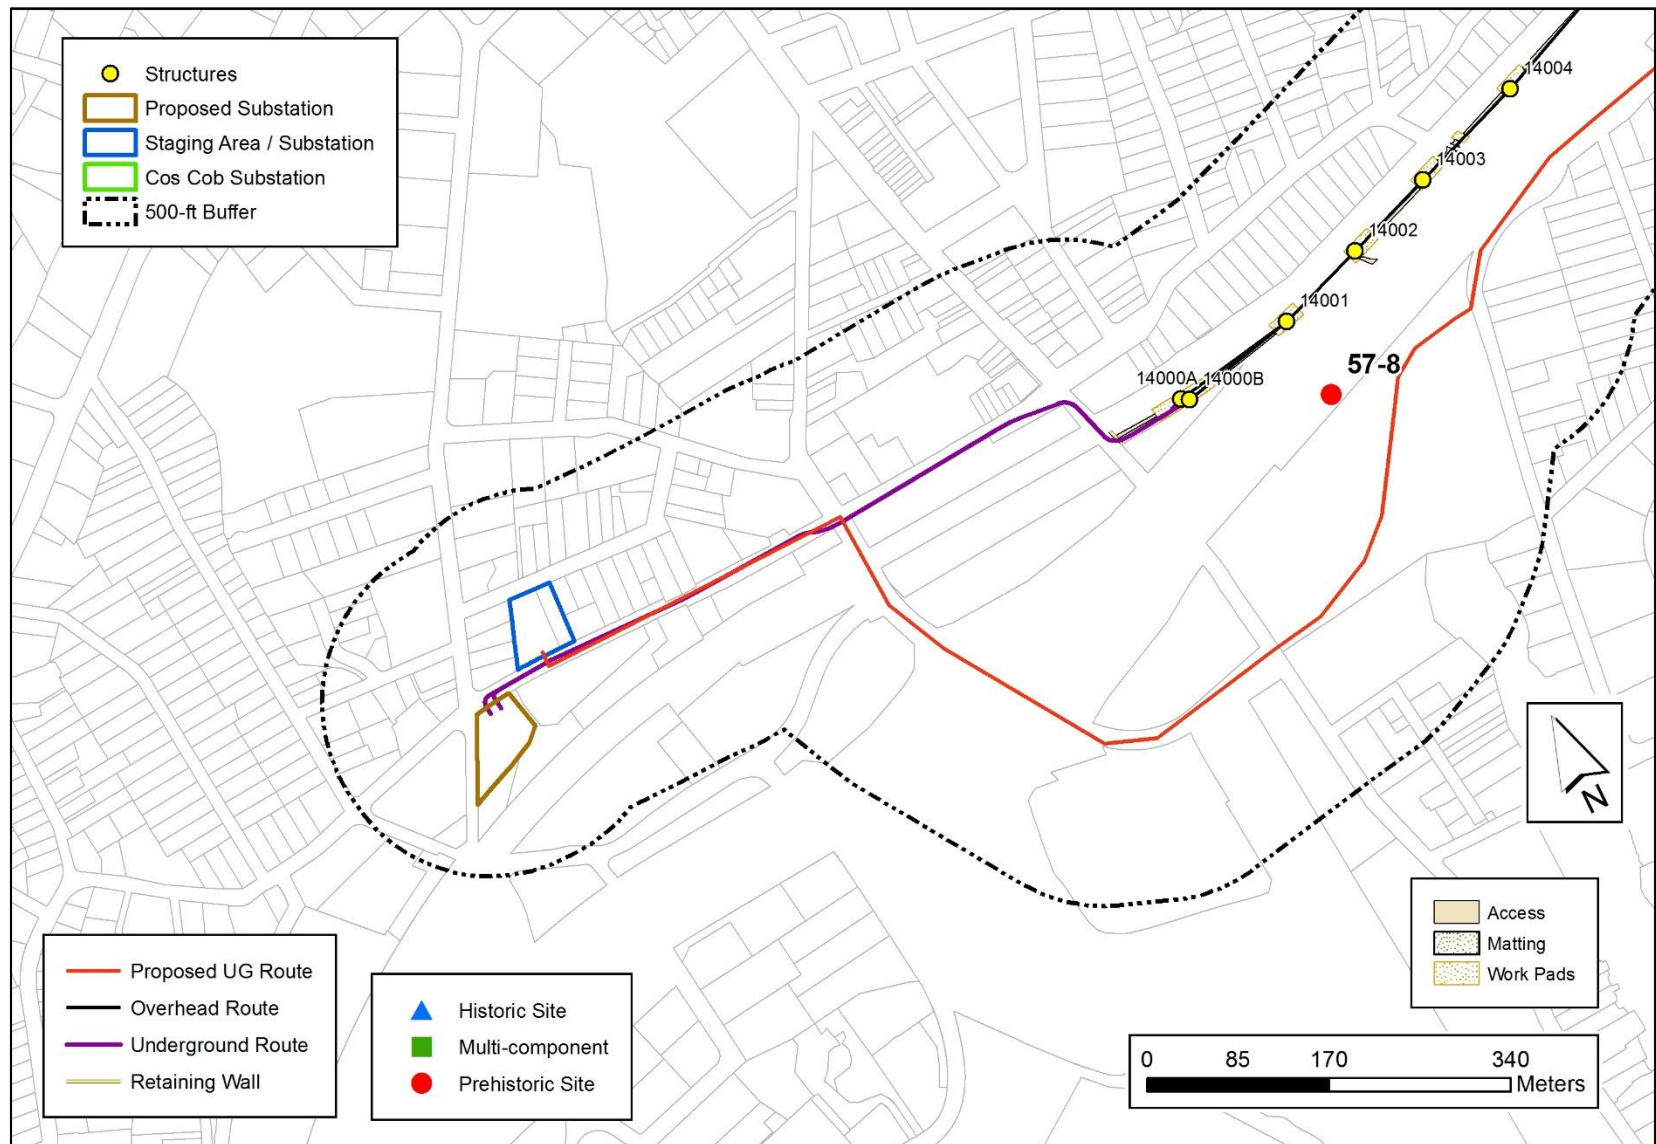 Structures
Proposed Substation
Staging Area / Substation
Cos Cob Substation
500-ft Buffer
14004
14003
14002
14001
14000A
14000B
57-8
N
Access
Matting
Work Pads
Proposed UG Route
Overhead Route
Underground Route
Retaining Wall
Historic Site
Multi-component
Prehistoric Site
0 85 170 340
Meters